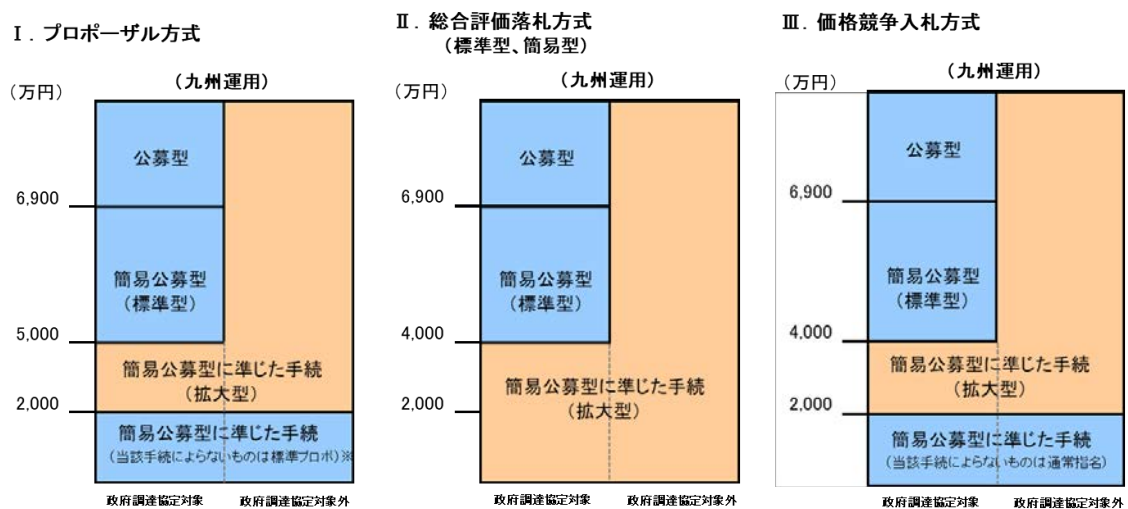 Ⅰ．プロポーザル方式
（九州運用）
（万円）
公募型
6,900
簡易公募型
（標準型）
5,000
簡易公募型に準じた手続
（拡大型）
2,000
簡易公募型に準じた手続
（当該手続によらないものは標準プロポ）※
政府調達協定対象
政府調達協定対象外
Ⅱ．総合評価落札方式
（標準型、簡易型）
（九州運用）
（万円）
公募型
6,900
簡易公募型
（標準型）
4,000
簡易公募型に準じた手続
（拡大型）
2,000
政府調達協定対象
政府調達協定対象外
Ⅲ．価格競争入札方式
（九州運用）
（万円）
公募型
6,900
簡易公募型
（標準型）
4,000
簡易公募型に準じた手続
（拡大型）
2,000
簡易公募型に準じた手続
（当該手続によらないものは通常指名）
政府調達協定対象
政府調達協定対象外